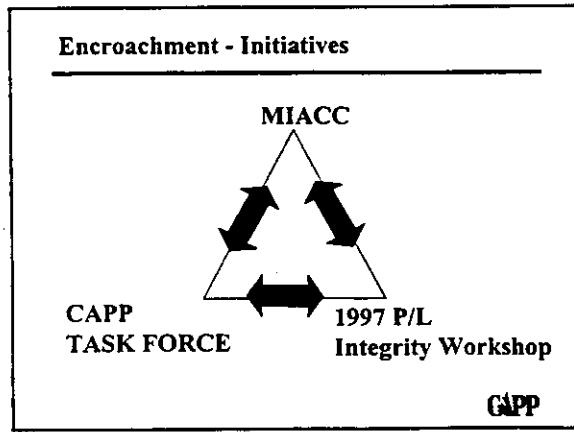 Encroachment - Initiatives
MIACC
CAPP
TASK FORCE
1997 P/L
Integrity Workshop
CAPP